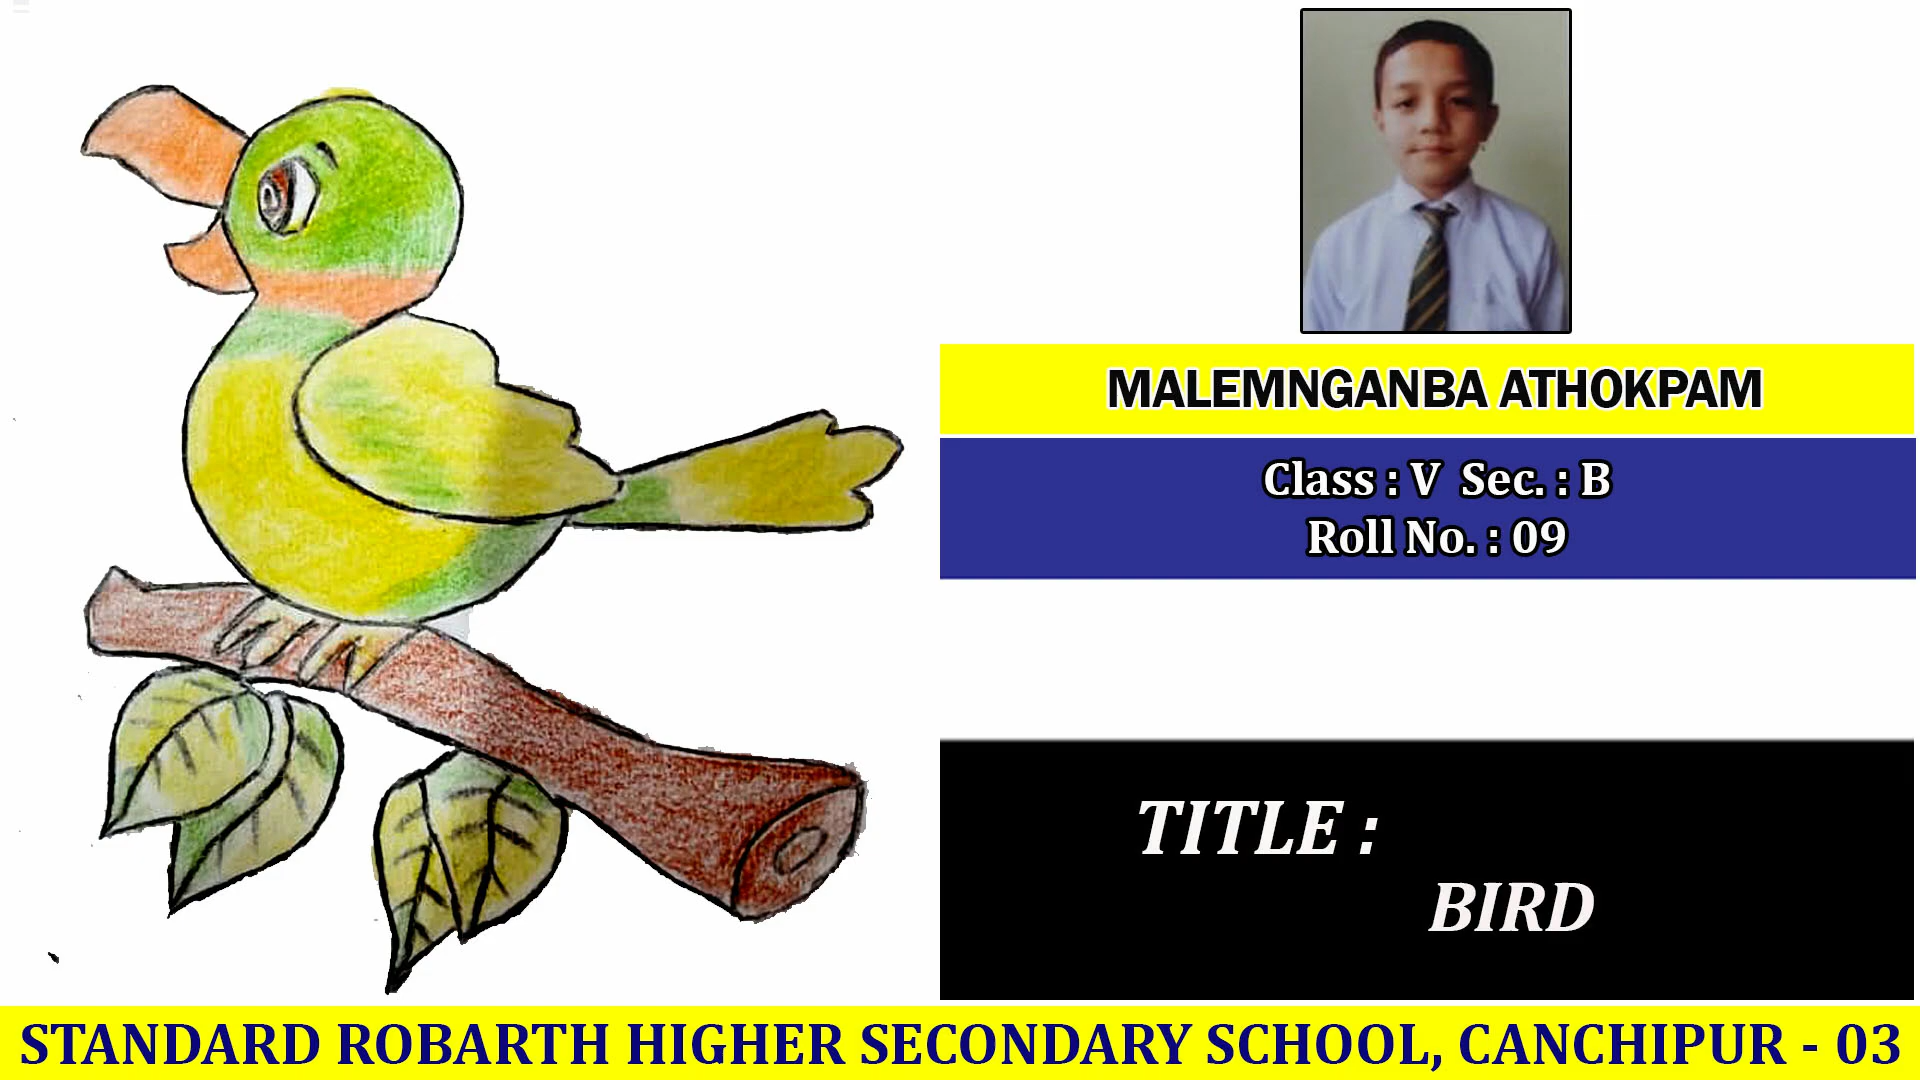 MALEMNGANBA ATHOKPAM
Class : V Sec. : B
Roll No. : 09
TITLE :
BIRD
STANDARD ROBARTH HIGHER SECONDARY SCHOOL, CANCHIPUR - 03